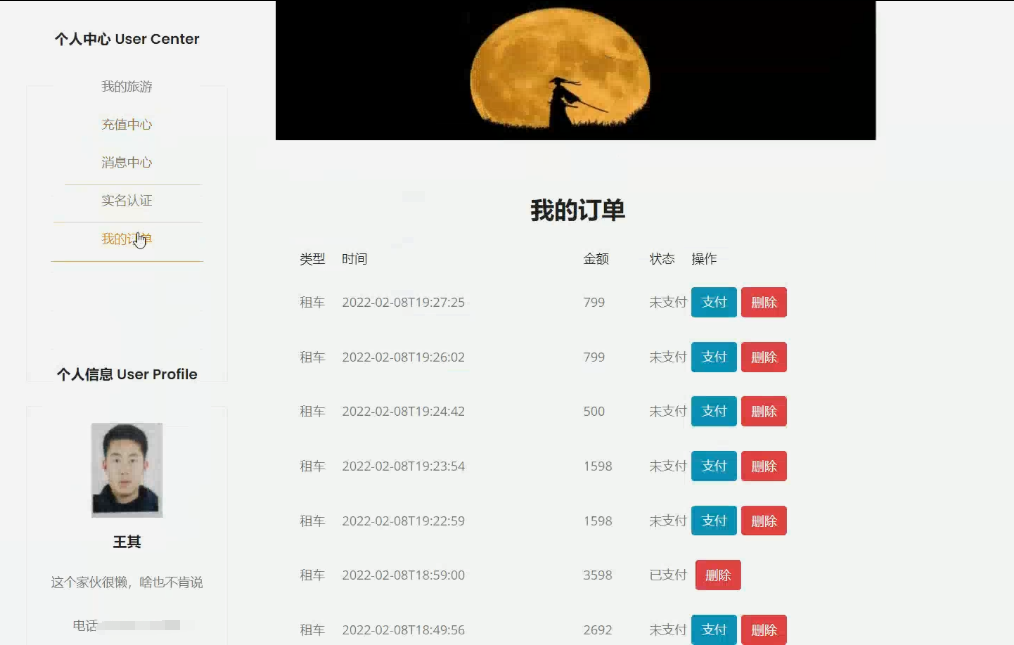 个人中心 User Center
我的旅游
充值中心
消息中心
实名认证
我的订单
个人信息 User Profile
王其
这个家伙很懒，啥也不肯说
电话
我的订单
类型 时间 金额 状态 操作
租车 2022-02-08T19:27:25 799 未支付 支付 删除
租车 2022-02-08T19:26:02 799 未支付 支付 删除
租车 2022-02-08T19:24:42 500 未支付 支付 删除
租车 2022-02-08T19:23:54 1598 未支付 支付 删除
租车 2022-02-08T19:22:59 1598 未支付 支付 删除
租车 2022-02-08T18:59:00 3598 已支付 删除
租车 2022-02-08T18:49:56 2692 未支付 支付 删除